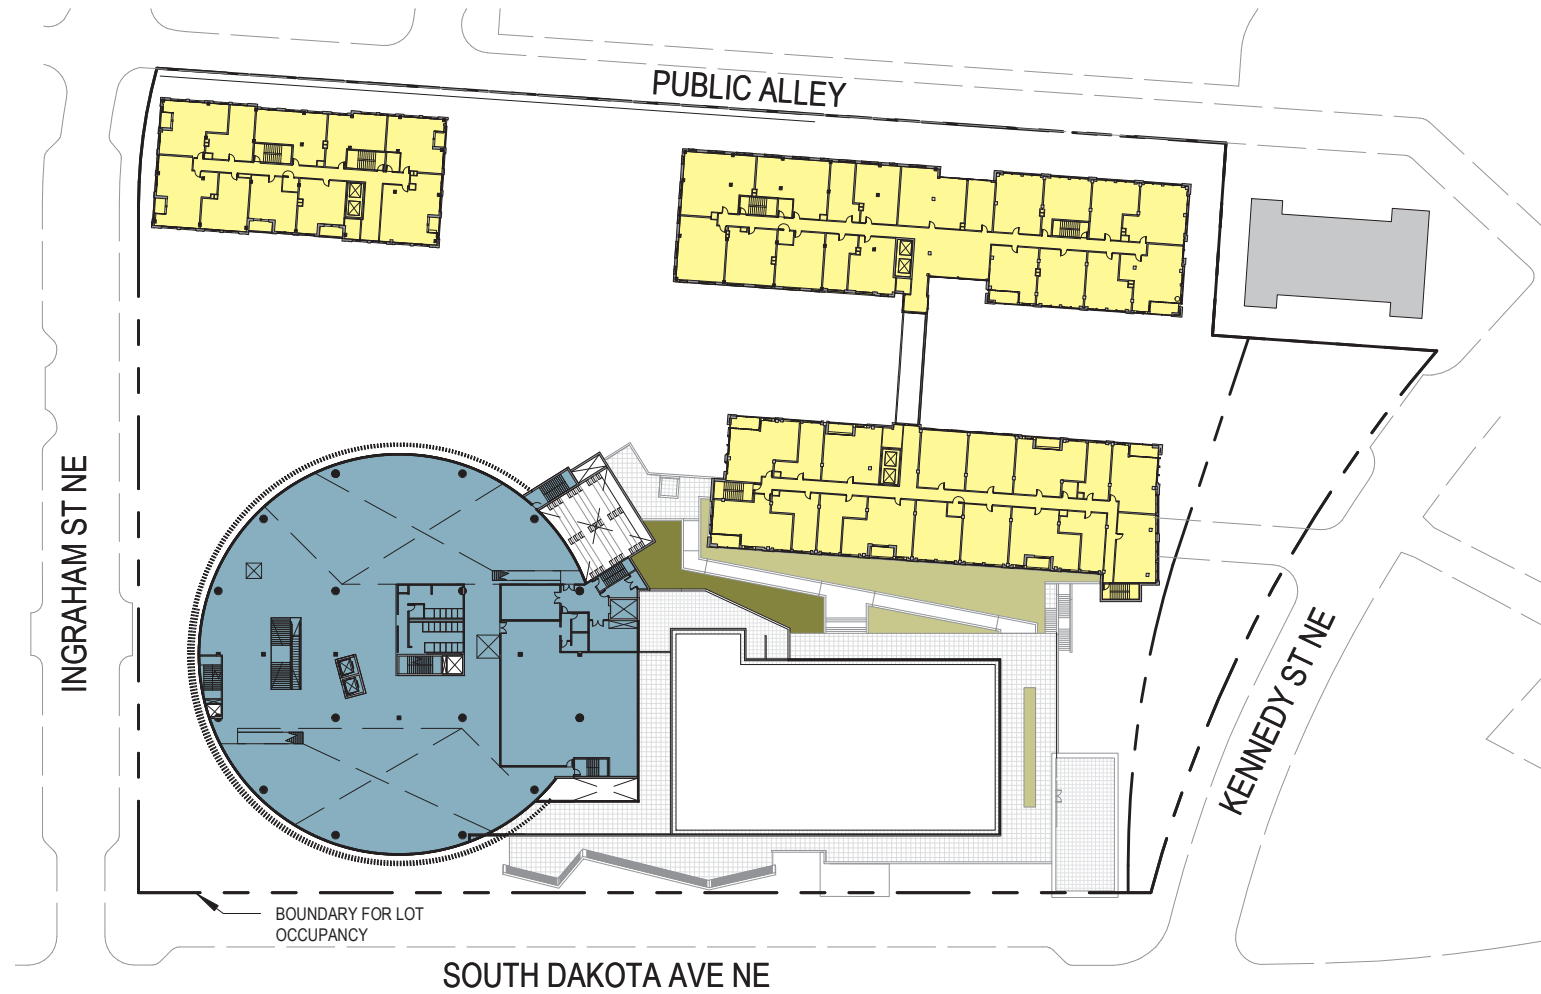 PUBLIC ALLEY
INGRAHAM ST NE
KENNEDY ST NE
BOUNDARY FOR LOT
OCCUPANCY
SOUTH DAKOTA AVE NE